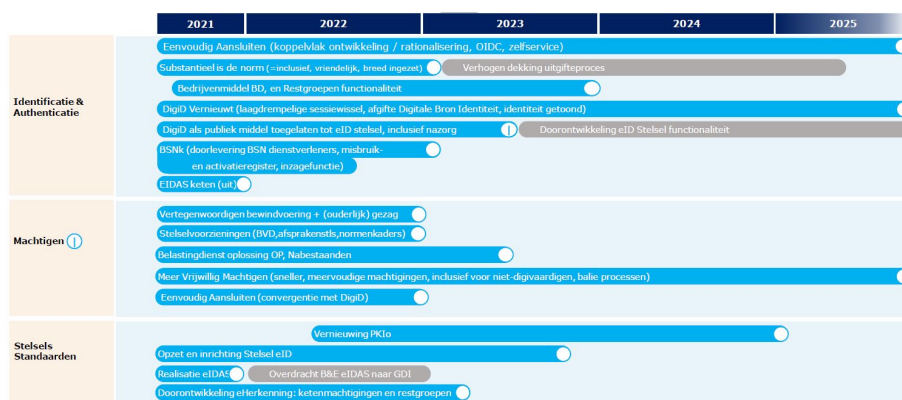 2021 2022 2023 2024 2025
Identificatie &
Authenticatie
Eenvoudig Aansluiten (koppelvlak ontwikkeling / rationalisering, OIDC, zelfservice)
Substantieel is de norm (=inclusief, vriendelijk, breed ingezet) Verhogen dekking uitgifteproces
Bedrijvenmiddel BD, en Restgroepen functionaliteit
DigiD Vernieuwt (laagdrempelige sessiewissel, afgifte Digitale Bron Identiteit, identiteit getoond)
DigiD als publiek middel toegelaten tot eID stelsel, inclusief nazorg Doorontwikkeling eID Stelsel functionaliteit
BSNk (doorlevering BSN dienstverleners, misbruik-
en activatieregister, inzagefunctie)
EIDAS keten (uit)
Machtigen
Vertegenwoordigen bewindvoering + (ouderlijk) gezag
Stelselvoorzieningen (BVD,afsprakenstls,normenkaders)
Belastingdienst oplossing OP, Nabestaanden
Meer Vrijwillig Machtigen (sneller, meervoudige machtigingen, inclusief voor niet-digivaardigen, balie processen)
Eenvoudig Aansluiten (convergentie met DigiD)
Stelsels
Standaarden
Vernieuwing PKIo
Opzet en inrichting Stelsel eID
Realisatie eIDAS Overdracht B&E eIDAS naar GDI
Doorontwikkeling eHerkenning: ketenmachtigingen en restgroepen